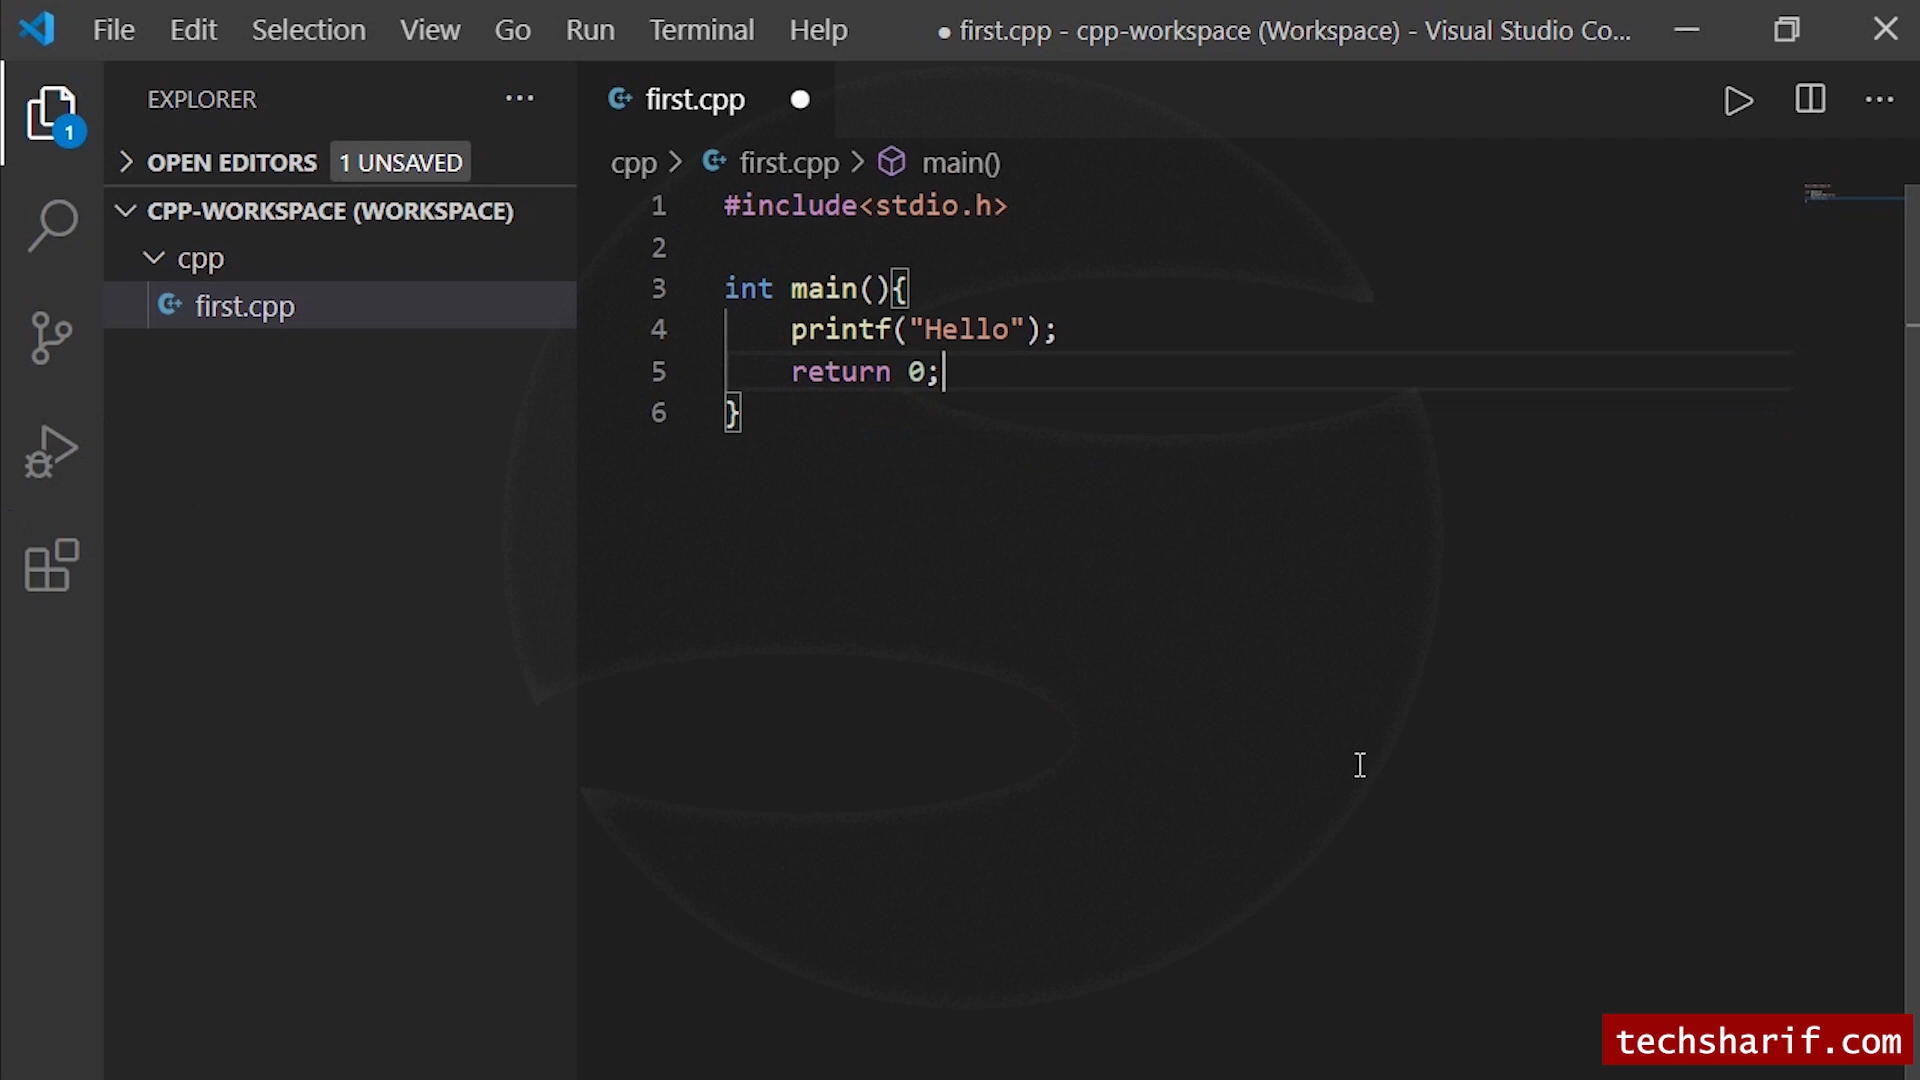 File Edit Selection View Go Run Terminal Help ● first.cpp - cpp-workspace (Workspace) - Visual Studio Co...
EXPLORER
first.cpp
1
OPEN EDITORS 1 UNSAVED
cpp > first.cpp > main()
CPP-WORKSPACE (WORKSPACE)
cpp
first.cpp
1 #include<stdio.h>
2
3 int main(){
4     printf("Hello");
5     return 0;
6 }
techsharif.com